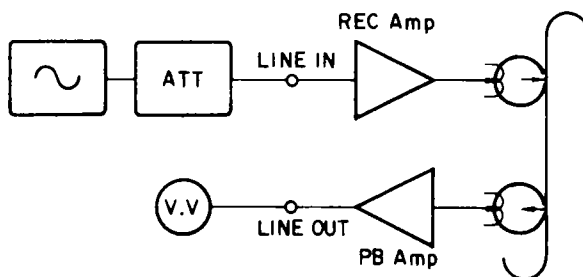 REC Amp
LINE IN
ATT
V.V
LINE OUT
PB Amp